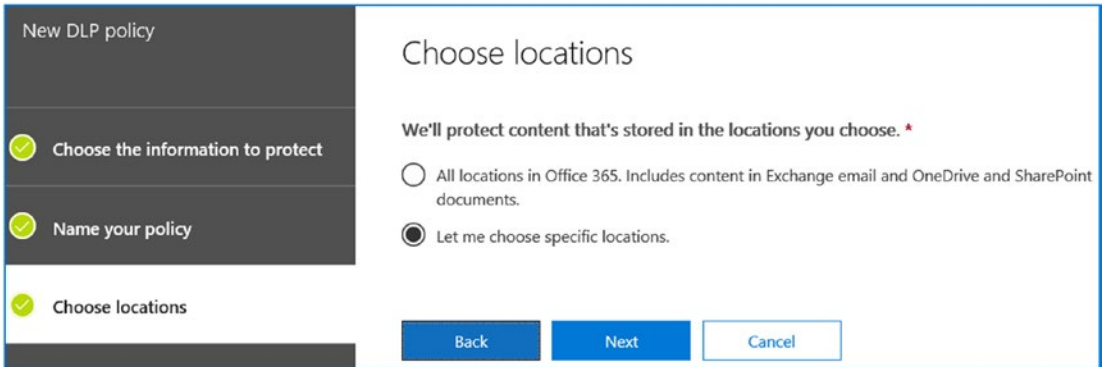 New DLP policy
Choose the information to protect
Name your policy
Choose locations
Choose locations
We'll protect content that's stored in the locations you choose. *
All locations in Office 365. Includes content in Exchange email and OneDrive and SharePoint
documents.
Let me choose specific locations.
Back
Next
Cancel